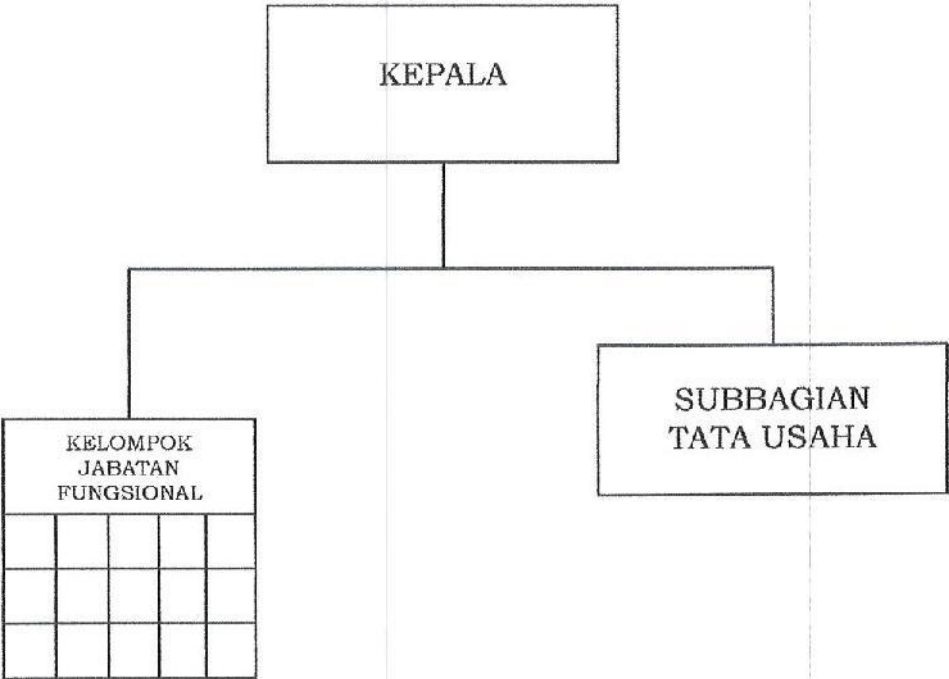 KEPALA
SUBBAGIAN
TATA USAHA
KELOMPOK
JABATAN
FUNGSIONAL